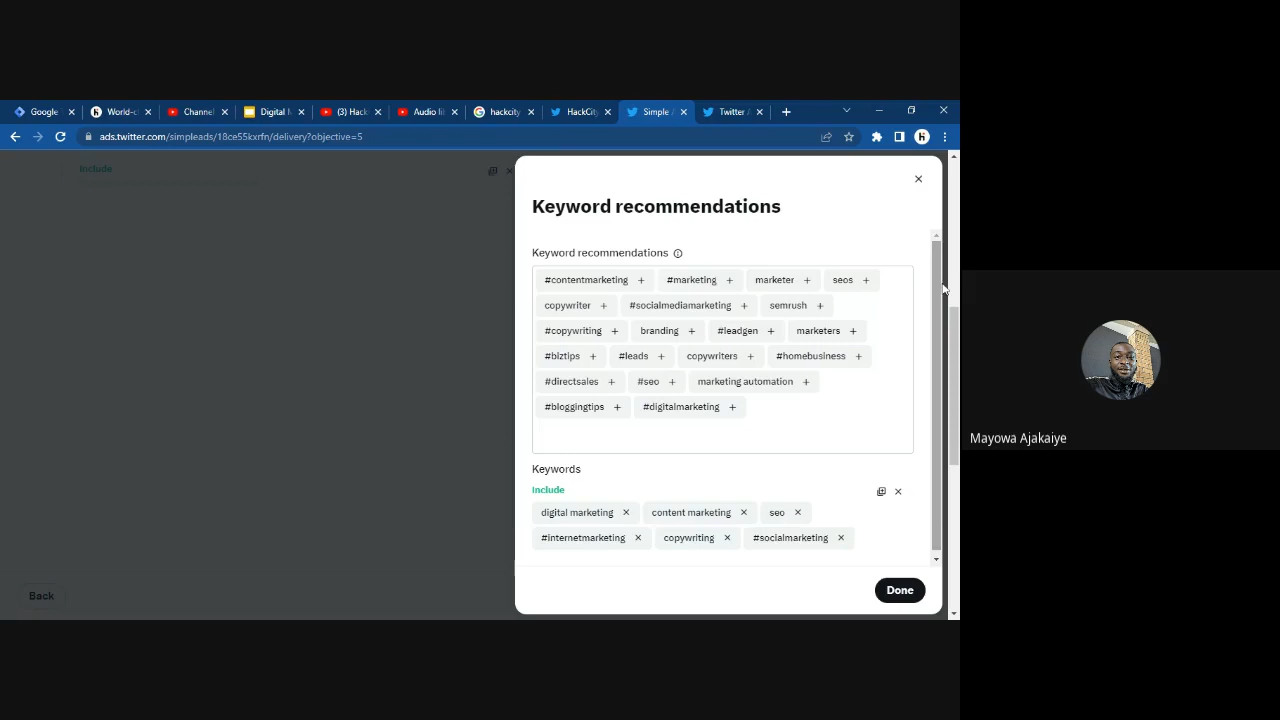 Google
World-c
Channel
Digital
(3) Hack
Audio li
hackcity
HackCity
Simple
Twitter
ads.twitter.com/simpleads/18ce55kxrfn/delivery?objective=5
Include
Keyword recommendations
Keyword recommendations
#contentmarketing + #marketing + marketer + seos +
copywriter + #socialmediamarketing + semrush +
#copywriting + branding + #leadgen + marketers +
#biztips + #leads + copywriters + #homebusiness +
#directsales + #seo + marketing automation +
#bloggingtips + #digitalmarketing +
Keywords
Include
digital marketing × content marketing × seo ×
#internetmarketing × copywriting × #socialmarketing ×
Back
Done
Mayowa Ajakaiye